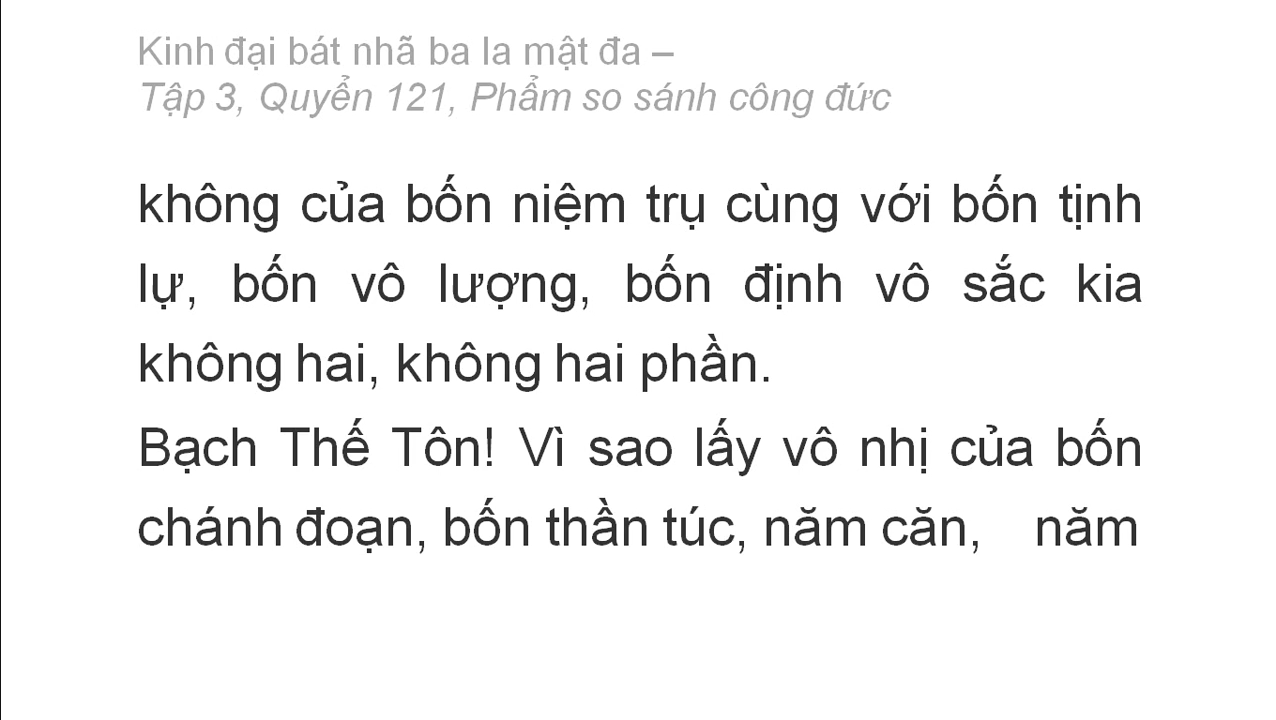 Kinh đại bát nhã ba la mật đa –
Tập 3, Quyển 121, Phẩm so sánh công đức
không của bốn niệm trụ cùng với bốn tịnh
lự, bốn vô lượng, bốn định vô sắc kia
không hai, không hai phần.
Bạch Thế Tôn! Vì sao lấy vô nhị của bốn
chánh đoạn, bốn thần túc, năm căn, năm